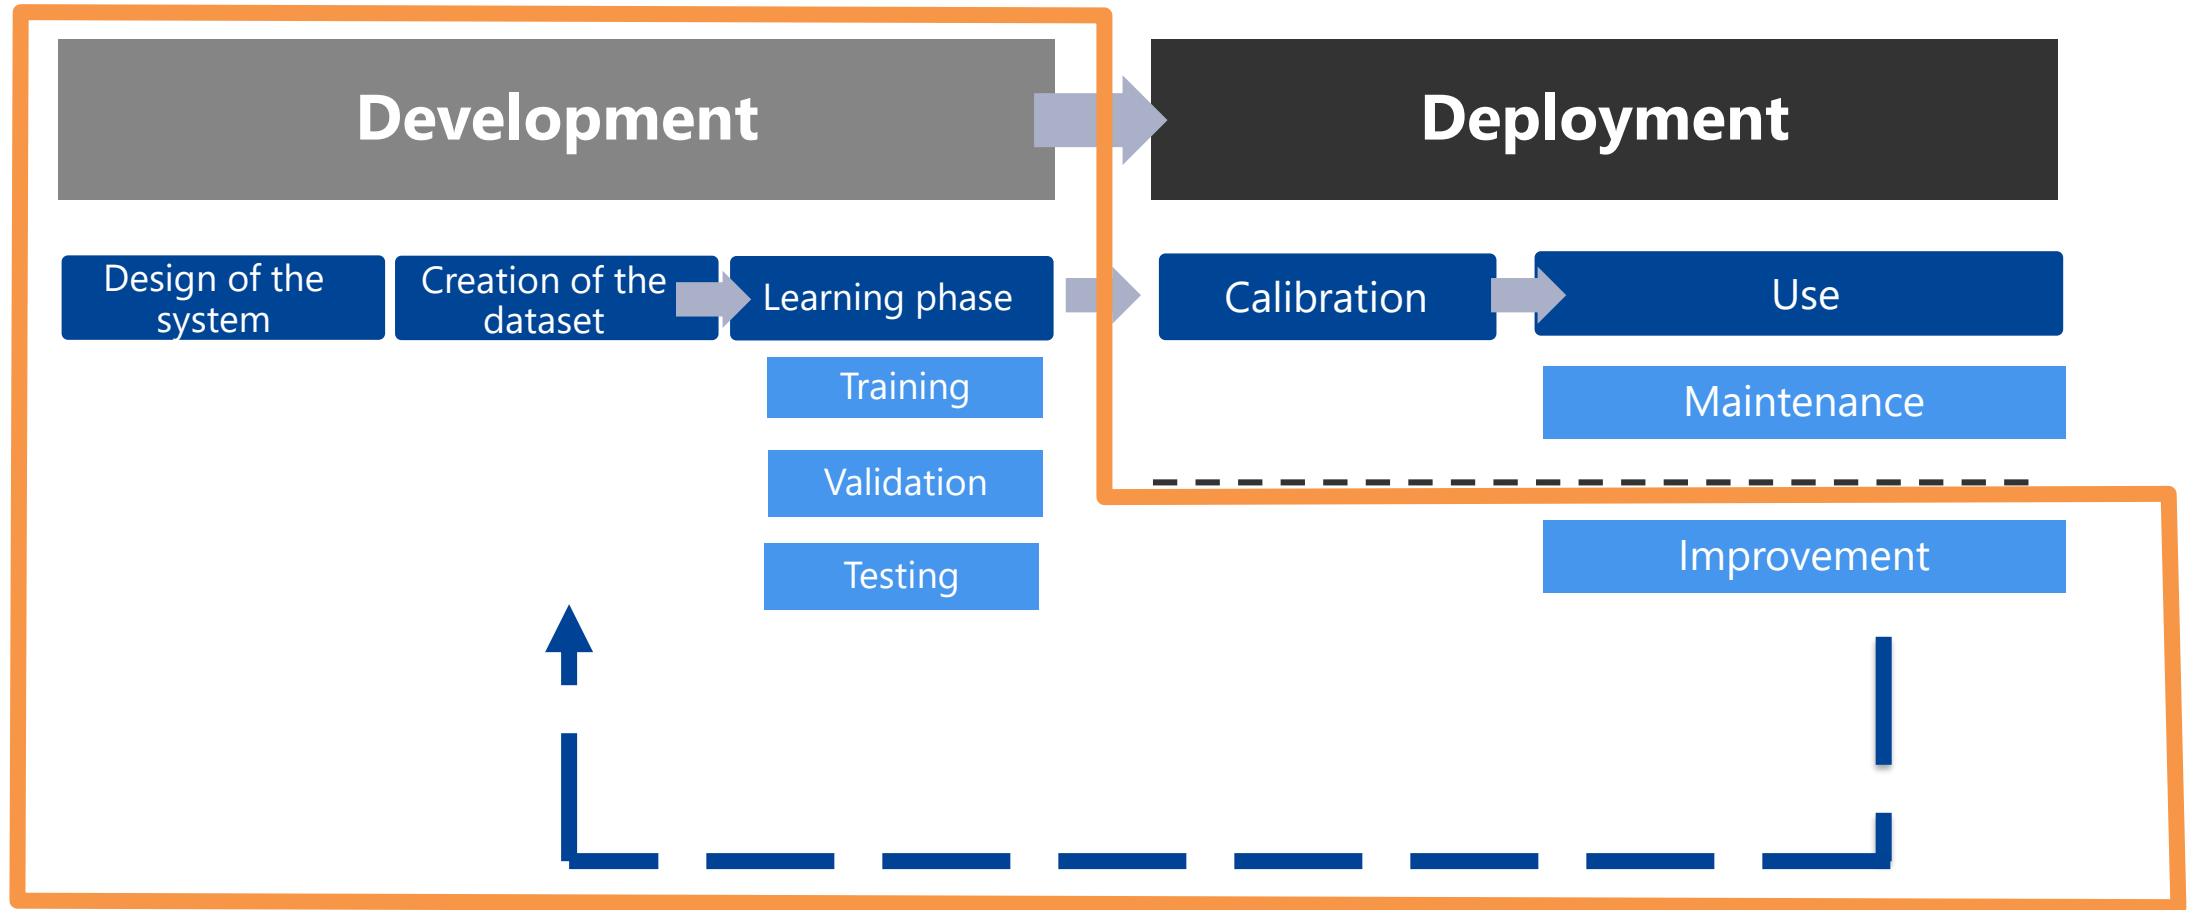 Development
Deployment
Design of the
system
Creation of the
dataset
Learning phase
Calibration
Use
Training
Maintenance
Validation
Improvement
Testing